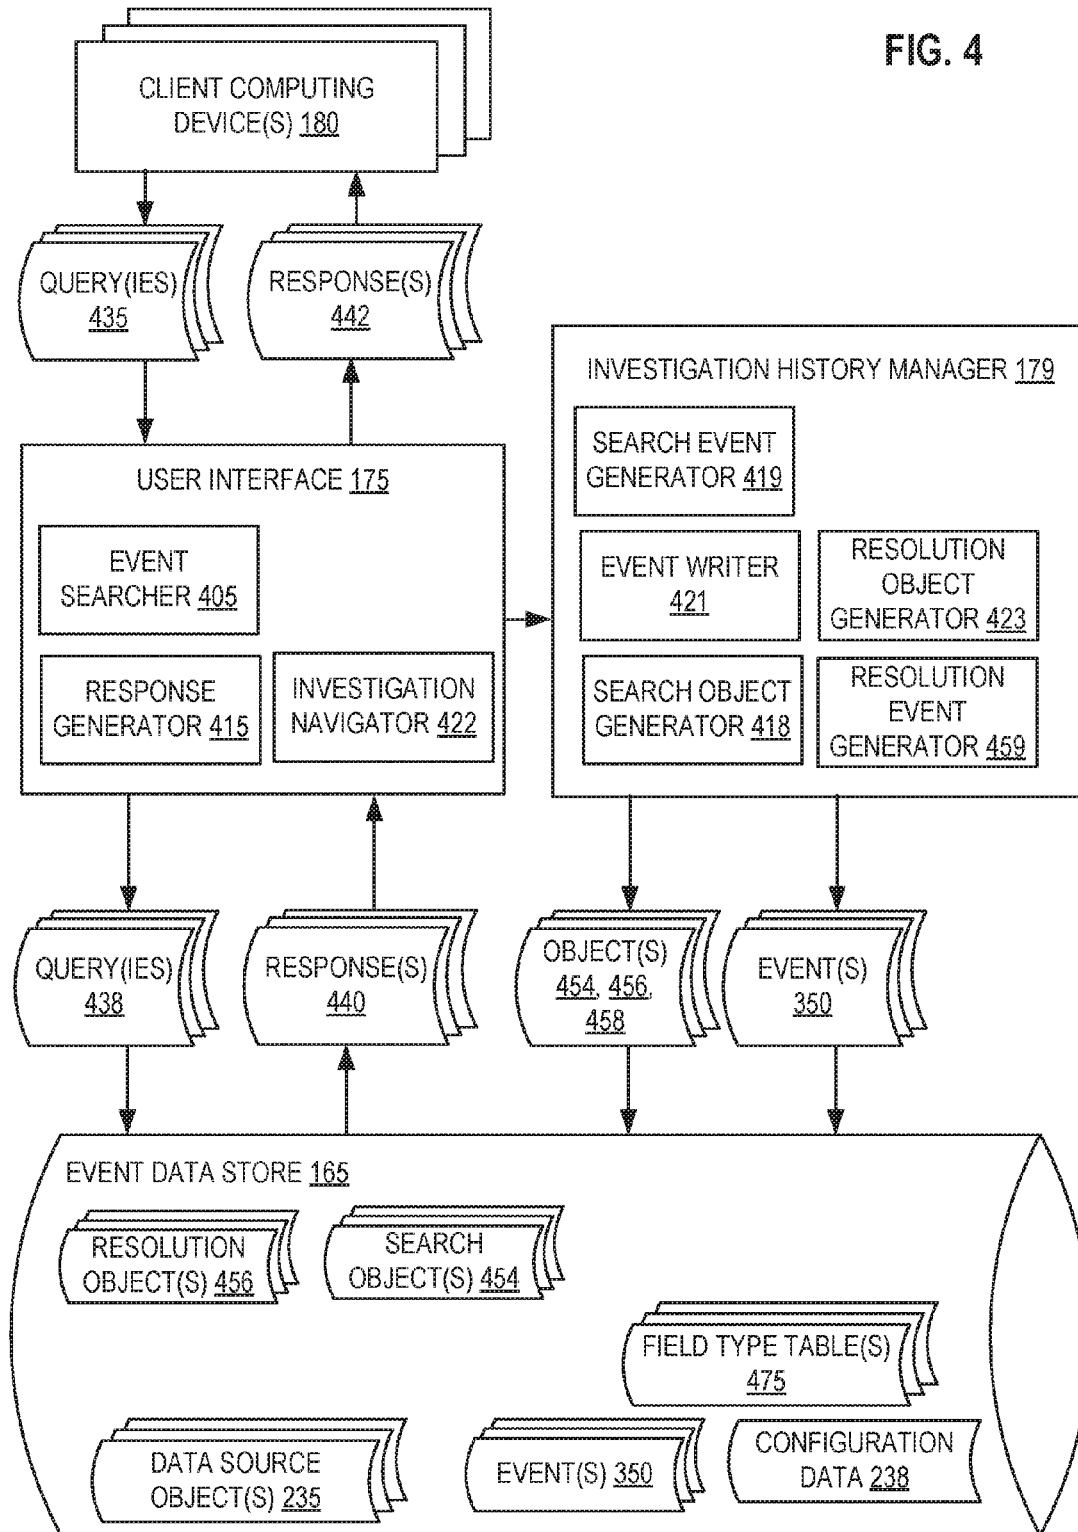 FIG. 4
CLIENT COMPUTING
DEVICE(S) 180
QUERY(IES)
435
RESPONSE(S)
442
INVESTIGATION HISTORY MANAGER 179
SEARCH EVENT
GENERATOR 419
EVENT WRITER
421
RESOLUTION
OBJECT
GENERATOR 423
SEARCH OBJECT
GENERATOR 418
RESOLUTION
EVENT
GENERATOR 459
USER INTERFACE 175
EVENT
SEARCHER 405
RESPONSE
GENERATOR 415
INVESTIGATION
NAVIGATOR 422
QUERY(IES)
438
RESPONSE(S)
440
OBJECT(S)
454, 456,
458
EVENT(S)
350
EVENT DATA STORE 165
RESOLUTION
OBJECT(S) 456
SEARCH
OBJECT(S) 454
FIELD TYPE TABLE(S)
475
DATA SOURCE
OBJECT(S) 235
EVENT(S) 350
CONFIGURATION
DATA 238